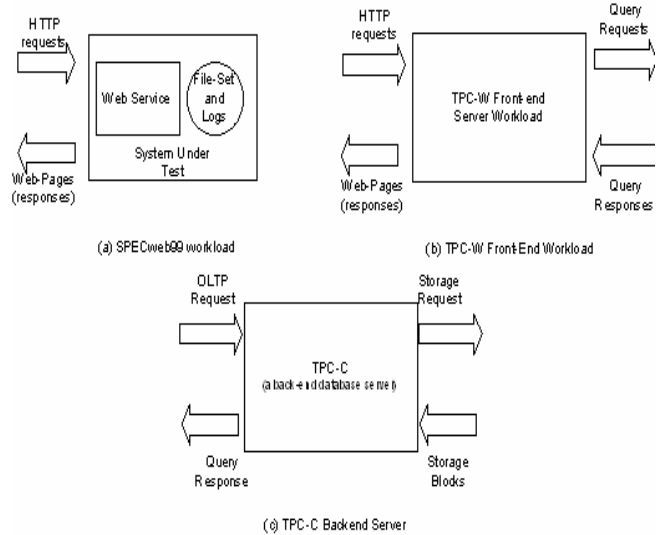 HTTP
requests
Web Service
File-Set
and
Logs
System Under
Test
Web-Pages
(responses)
(a) SPECweb99 workload
HTTP
requests
Query
Requests
TPC-W Front-end
Server Workload
Web-Pages
(responses)
Query
Responses
(b) TPC-W Front-End Workload
OLTP
Request
Storage
Request
TPC-C
(a back-end database server)
Query
Response
Storage
Blocks
(c) TPC-C Backend Server